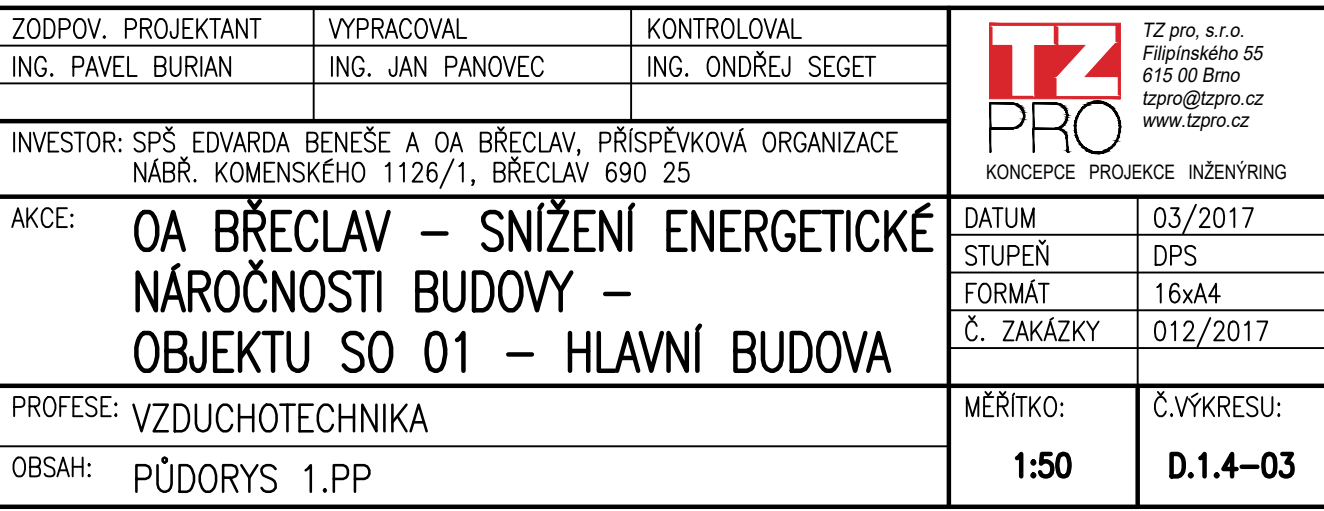 ZODPOV. PROJEKTANT VYPRACOVAL KONTROLOVAL
ING. PAVEL BURIAN ING. JAN PANOVEC ING. ONDŘEJ SEGET
TZ
PRO
TZ pro, s.r.o.
Filipínského 55
615 00 Brno
tzpro@tzpro.cz
www.tzpro.cz
KONCEPCE PROJEKCE INŽENÝRING
INVESTOR: SPŠ EDVARDA BENEŠE A OA BŘECLAV, PŘÍSPĚVKOVÁ ORGANIZACE
NÁBŘ. KOMENSKÉHO 1126/1, BŘECLAV 690 25
AKCE: OA BŘECLAV – SNÍŽENÍ ENERGETICKÉ
NÁROČNOSTI BUDOVY –
OBJEKTU SO 01 – HLAVNÍ BUDOVA
DATUM 03/2017
STUPEŇ DPS
FORMÁT 16xA4
Č. ZAKÁZKY 012/2017
PROFESE: VZDUCHOTECHNIKA
OBSAH: PŮDORYS 1.PP
MĚŘÍTKO: Č.VÝKRESU:
1:50 D.1.4–03